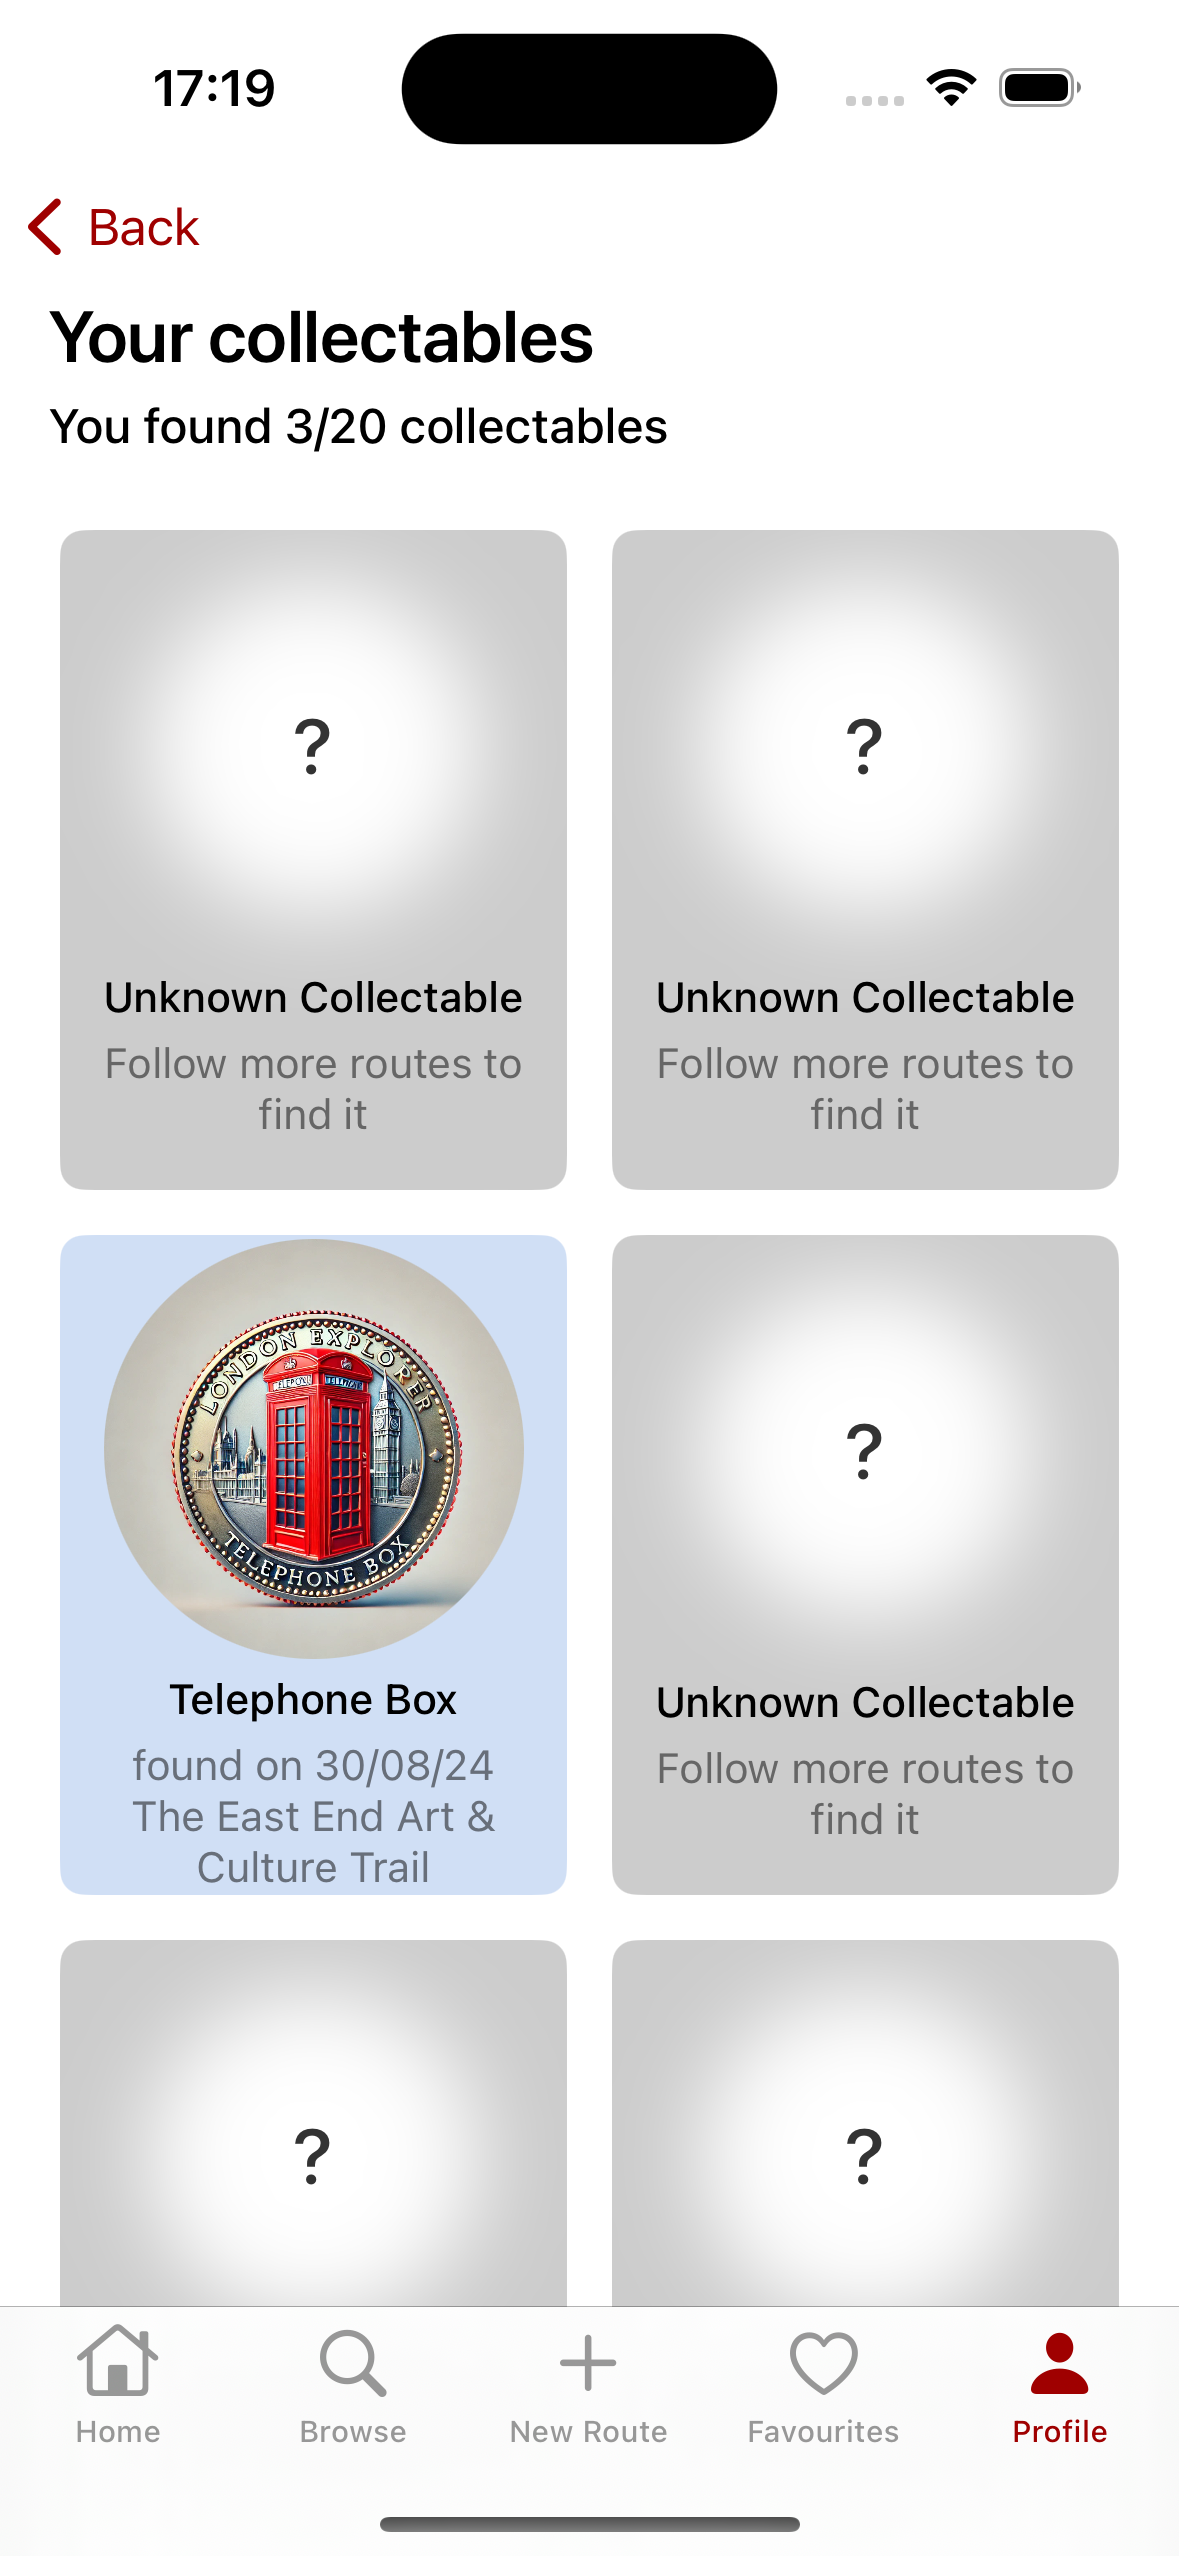 17:19
Back
Your collectables
You found 3/20 collectables
?
?
Unknown Collectable
Unknown Collectable
Follow more routes to
find it
Follow more routes to
find it
LONDON EXPLORER
TELEPHONE BOX
?
Telephone Box
found on 30/08/24
The East End Art &
Culture Trail
Unknown Collectable
Follow more routes to
find it
?
?
Home
Browse
New Route
Favourites
Profile